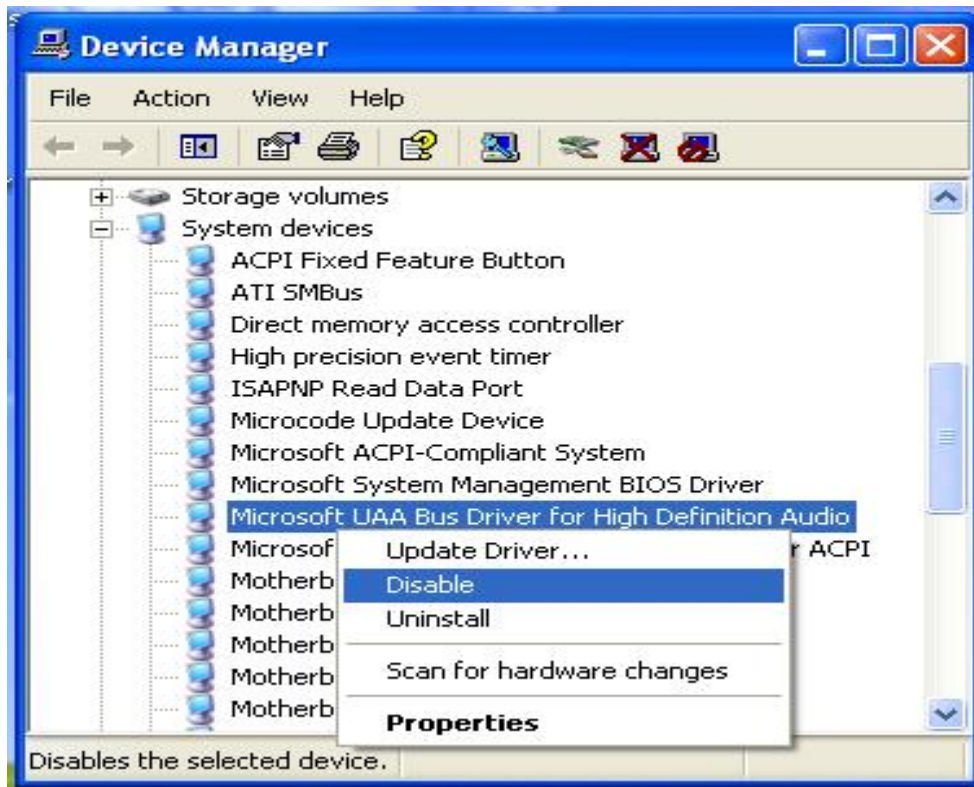 Device Manager
File Action View Help
Storage volumes
System devices
ACPI Fixed Feature Button
ATI SMBus
Direct memory access controller
High precision event timer
ISAPNP Read Data Port
Microcode Update Device
Microsoft ACPI-Compliant System
Microsoft System Management BIOS Driver
Microsoft UAA Bus Driver for High Definition Audio
Microsof r ACPI
Update Driver...
Motherb
Disable
Motherb
Uninstall
Motherb
Motherb
Scan for hardware changes
Motherb
Properties
Disables the selected device.